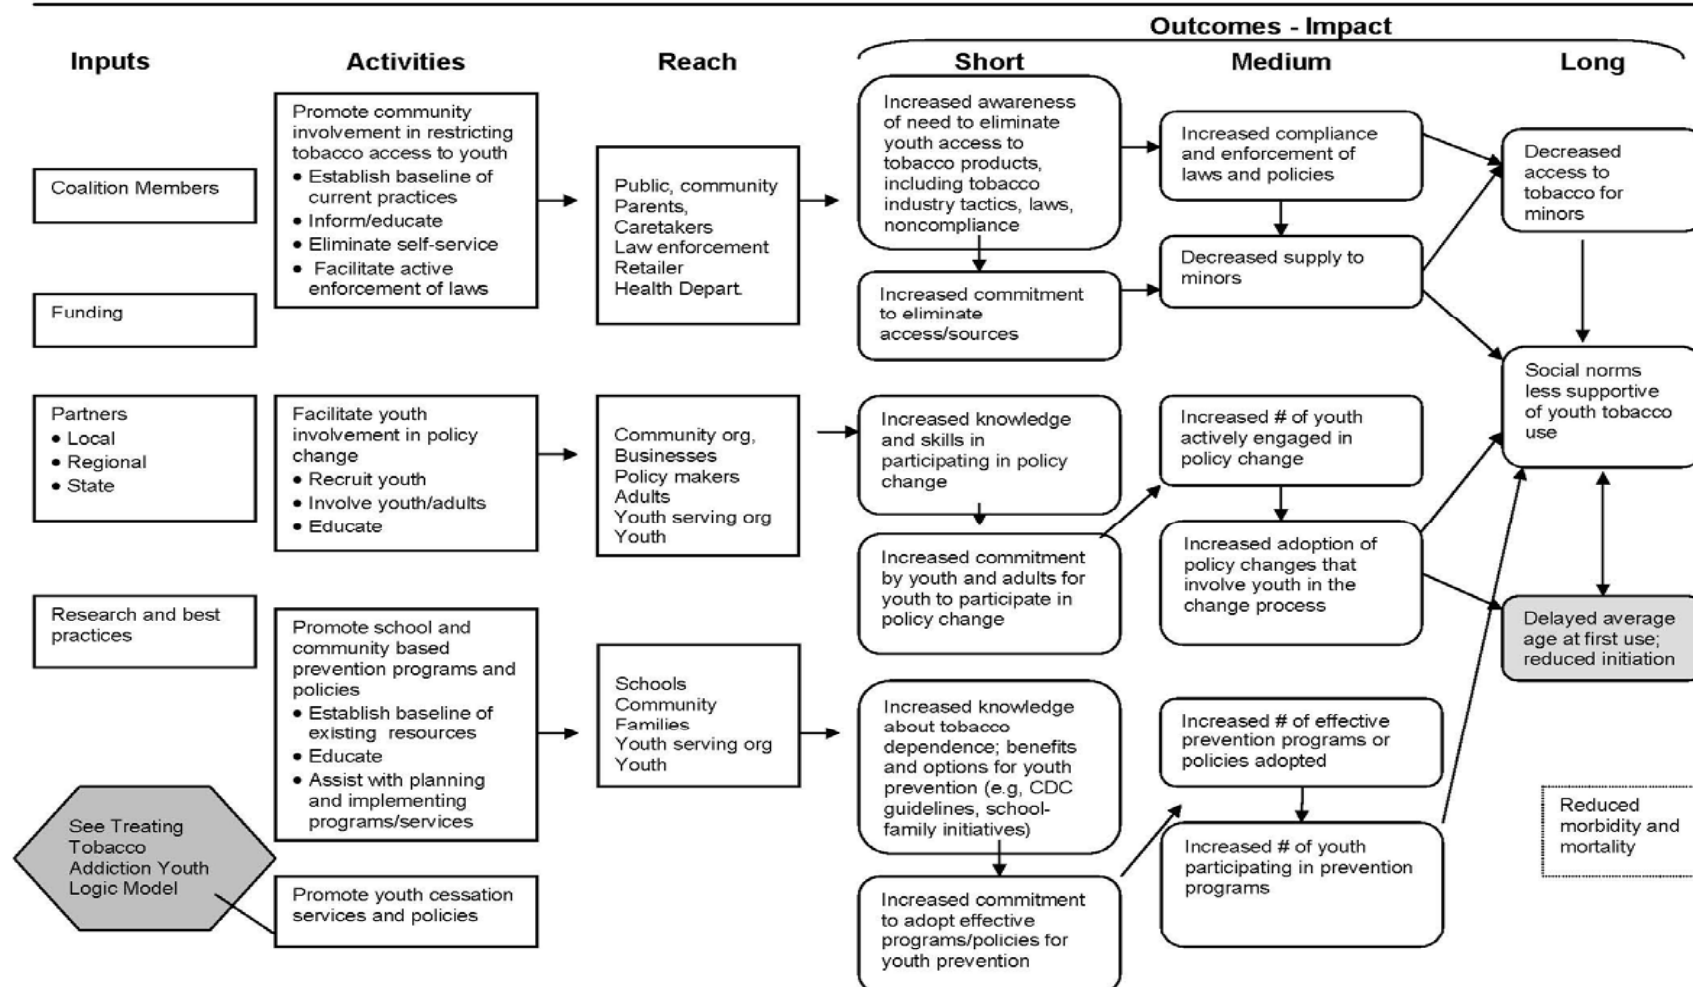 Outcomes - Impact
Inputs
Activities
Reach
Short
Medium
Long
Coalition Members
Funding
Partners
• Local
• Regional
• State
Research and best
practices
See Treating
Tobacco
Addiction Youth
Logic Model
Promote community
involvement in restricting
tobacco access to youth
• Establish baseline of
current practices
• Inform/educate
• Eliminate self-service
• Facilitate active
enforcement of laws
Facilitate youth
involvement in policy
change
• Recruit youth
• Involve youth/adults
• Educate
Promote school and
community based
prevention programs and
policies
• Establish baseline of
existing resources
• Educate
• Assist with planning
and implementing
programs/services
Promote youth cessation
services and policies
Public, community
Parents,
Caretakers
Law enforcement
Retailer
Health Depart.
Community org,
Businesses
Policy makers
Adults
Youth serving org
Youth
Schools
Community
Families
Youth serving org
Youth
Increased awareness
of need to eliminate
youth access to
tobacco products,
including tobacco
industry tactics, laws,
noncompliance
Increased commitment
to eliminate
access/sources
Increased knowledge
and skills in
participating in policy
change
Increased commitment
by youth and adults for
youth to participate in
policy change
Increased knowledge
about tobacco
dependence; benefits
and options for youth
prevention (e.g, CDC
guidelines, school-
family initiatives)
Increased commitment
to adopt effective
programs/policies for
youth prevention
Increased compliance
and enforcement of
laws and policies
Decreased supply to
minors
Increased # of youth
actively engaged in
policy change
Increased adoption of
policy changes that
involve youth in the
change process
Increased # of effective
prevention programs or
policies adopted
Increased # of youth
participating in prevention
programs
Decreased
access to
tobacco for
minors
Social norms
less supportive
of youth tobacco
use
Delayed average
age at first use;
reduced initiation
Reduced
morbidity and
mortality